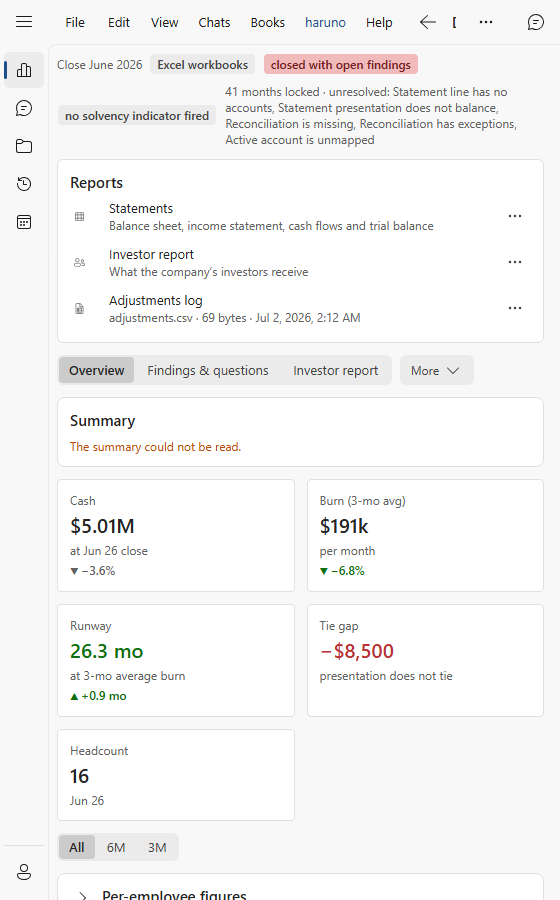 File Edit View Chats Books haruno Help
Close June 2026 Excel workbooks closed with open findings
no solvency indicator fired
41 months locked · unresolved: Statement line has no
accounts, Statement presentation does not balance,
Reconciliation is missing, Reconciliation has exceptions,
Active account is unmapped
Reports
Statements
Balance sheet, income statement, cash flows and trial balance
Investor report
What the company’s investors receive
Adjustments log
adjustments.csv · 69 bytes · Jul 2, 2026, 2:12 AM
Overview Findings & questions Investor report More
Summary
The summary could not be read.
Cash
$5.01M
at Jun 26 close
▼ −3.6%
Burn (3-mo avg)
$191k
per month
▼ −6.8%
Runway
26.3 mo
at 3-mo average burn
▲ +0.9 mo
Tie gap
−$8,500
presentation does not tie
Headcount
16
Jun 26
All 6M 3M
Per-employee figures